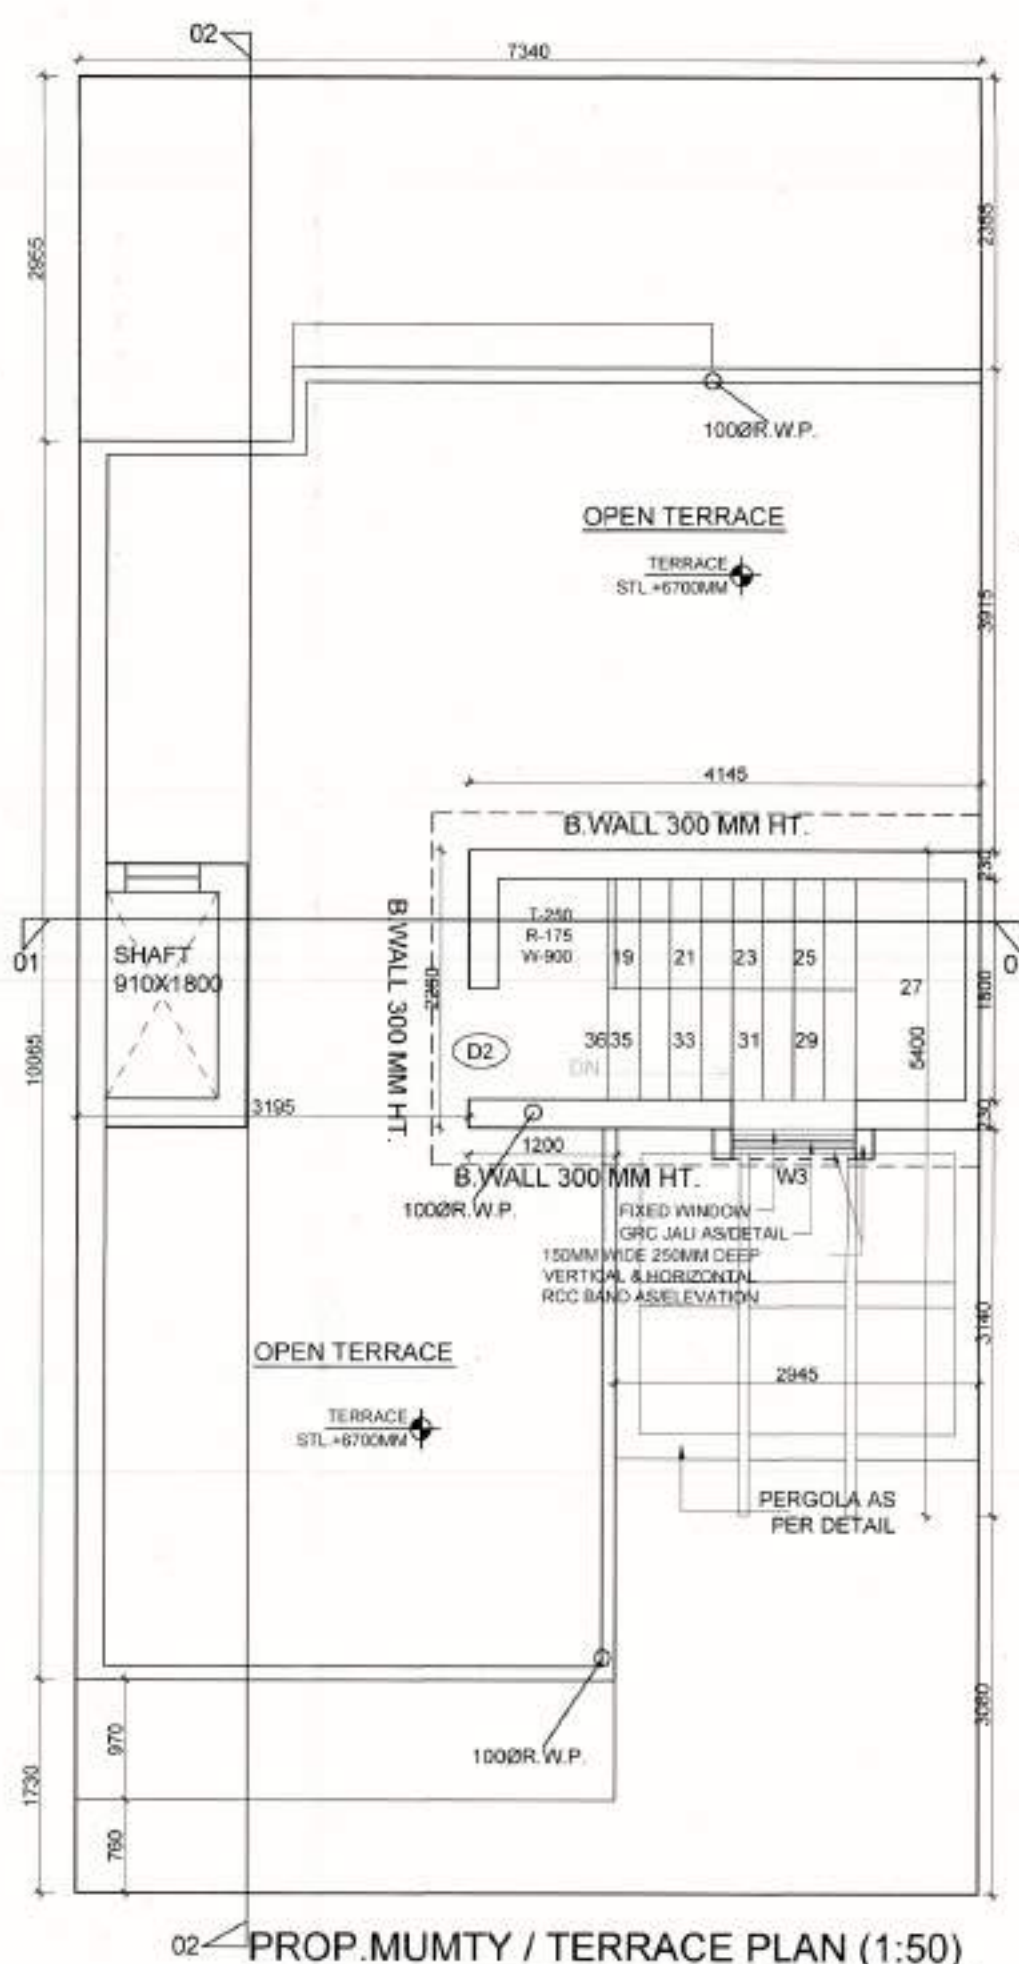 02
7340
2955
2385
100ØR.W.P.
OPEN TERRACE
TERRACE
STL.+6700MM
3915
4145
B.WALL 300 MM HT.
230
T-250
R-175
W-900
19
21
23
25
27
01
0
SHAFT
910X1800
B.WALL 300 MM HT.
2260
1800
5400
10065
D2
36
35
33
31
29
DN
3195
230
1200
B.WALL 300 MM HT.
W3
100ØR.W.P.
FIXED WINDOW
GRC JALI AS/DETAIL
150MM WIDE 250MM DEEP
VERTICAL & HORIZONTAL
RCC BAND AS/ELEVATION
3140
OPEN TERRACE
2945
TERRACE
STL.+6700MM
PERGOLA AS
PER DETAIL
3080
970
100ØR.W.P.
1730
760
02
PROP.MUMTY / TERRACE PLAN (1:50)